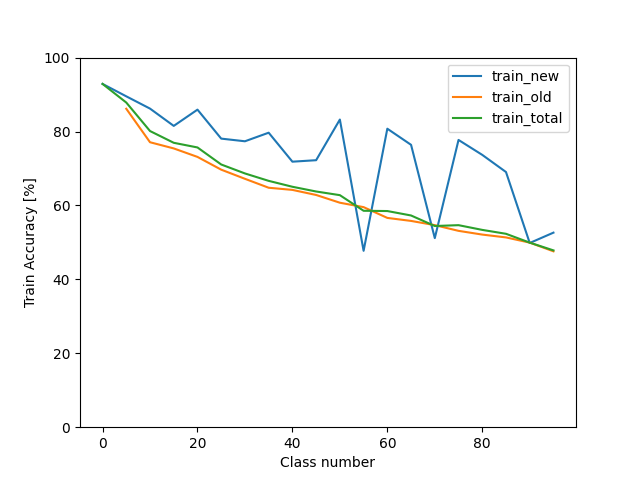 100
80
60
40
20
0
Train Accuracy [%]
train_new
train_old
train_total
0 20 40 60 80
Class number